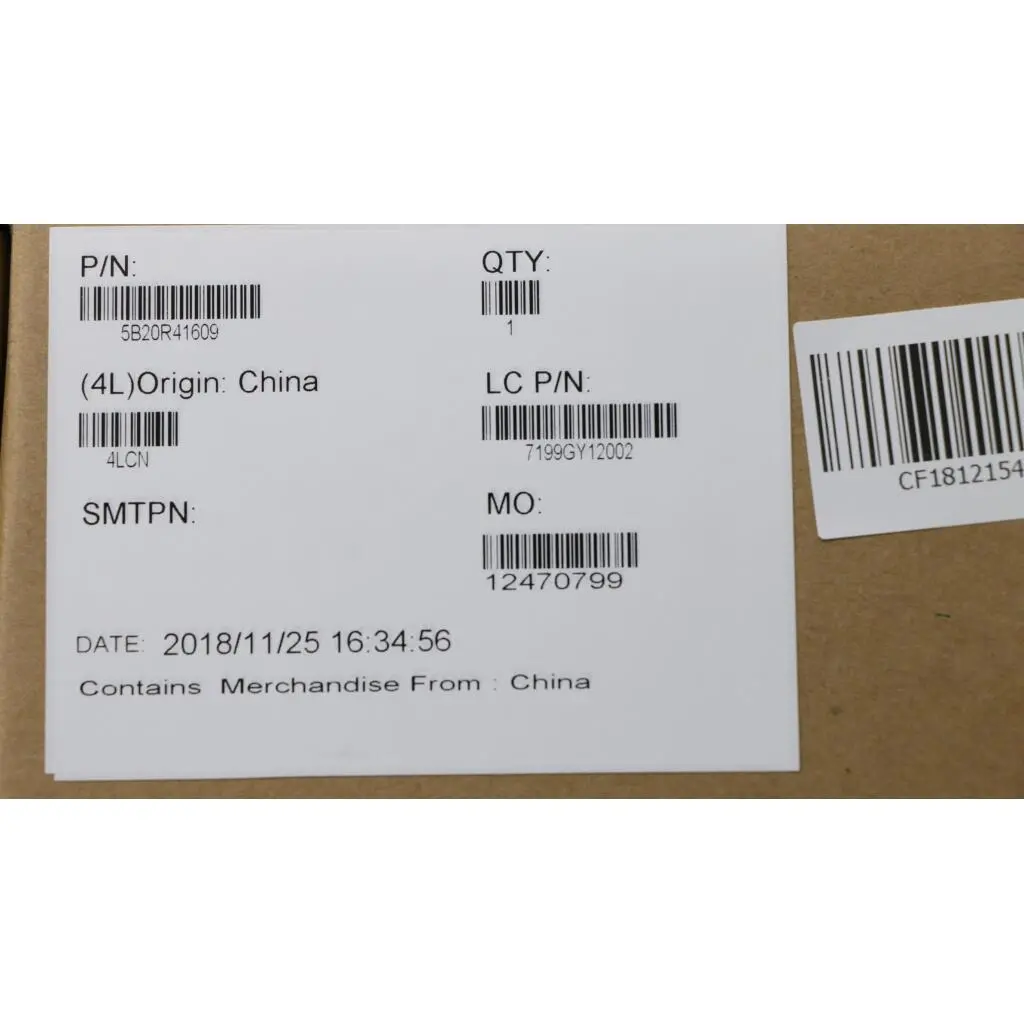 P/N:
5B20R41609
QTY:
1
(4L)Origin: China
4LCN
LC P/N:
7199GY12002
SMTPN:
MO:
12470799
DATE: 2018/11/25 16:34:56
Contains Merchandise From : China
CF1812154